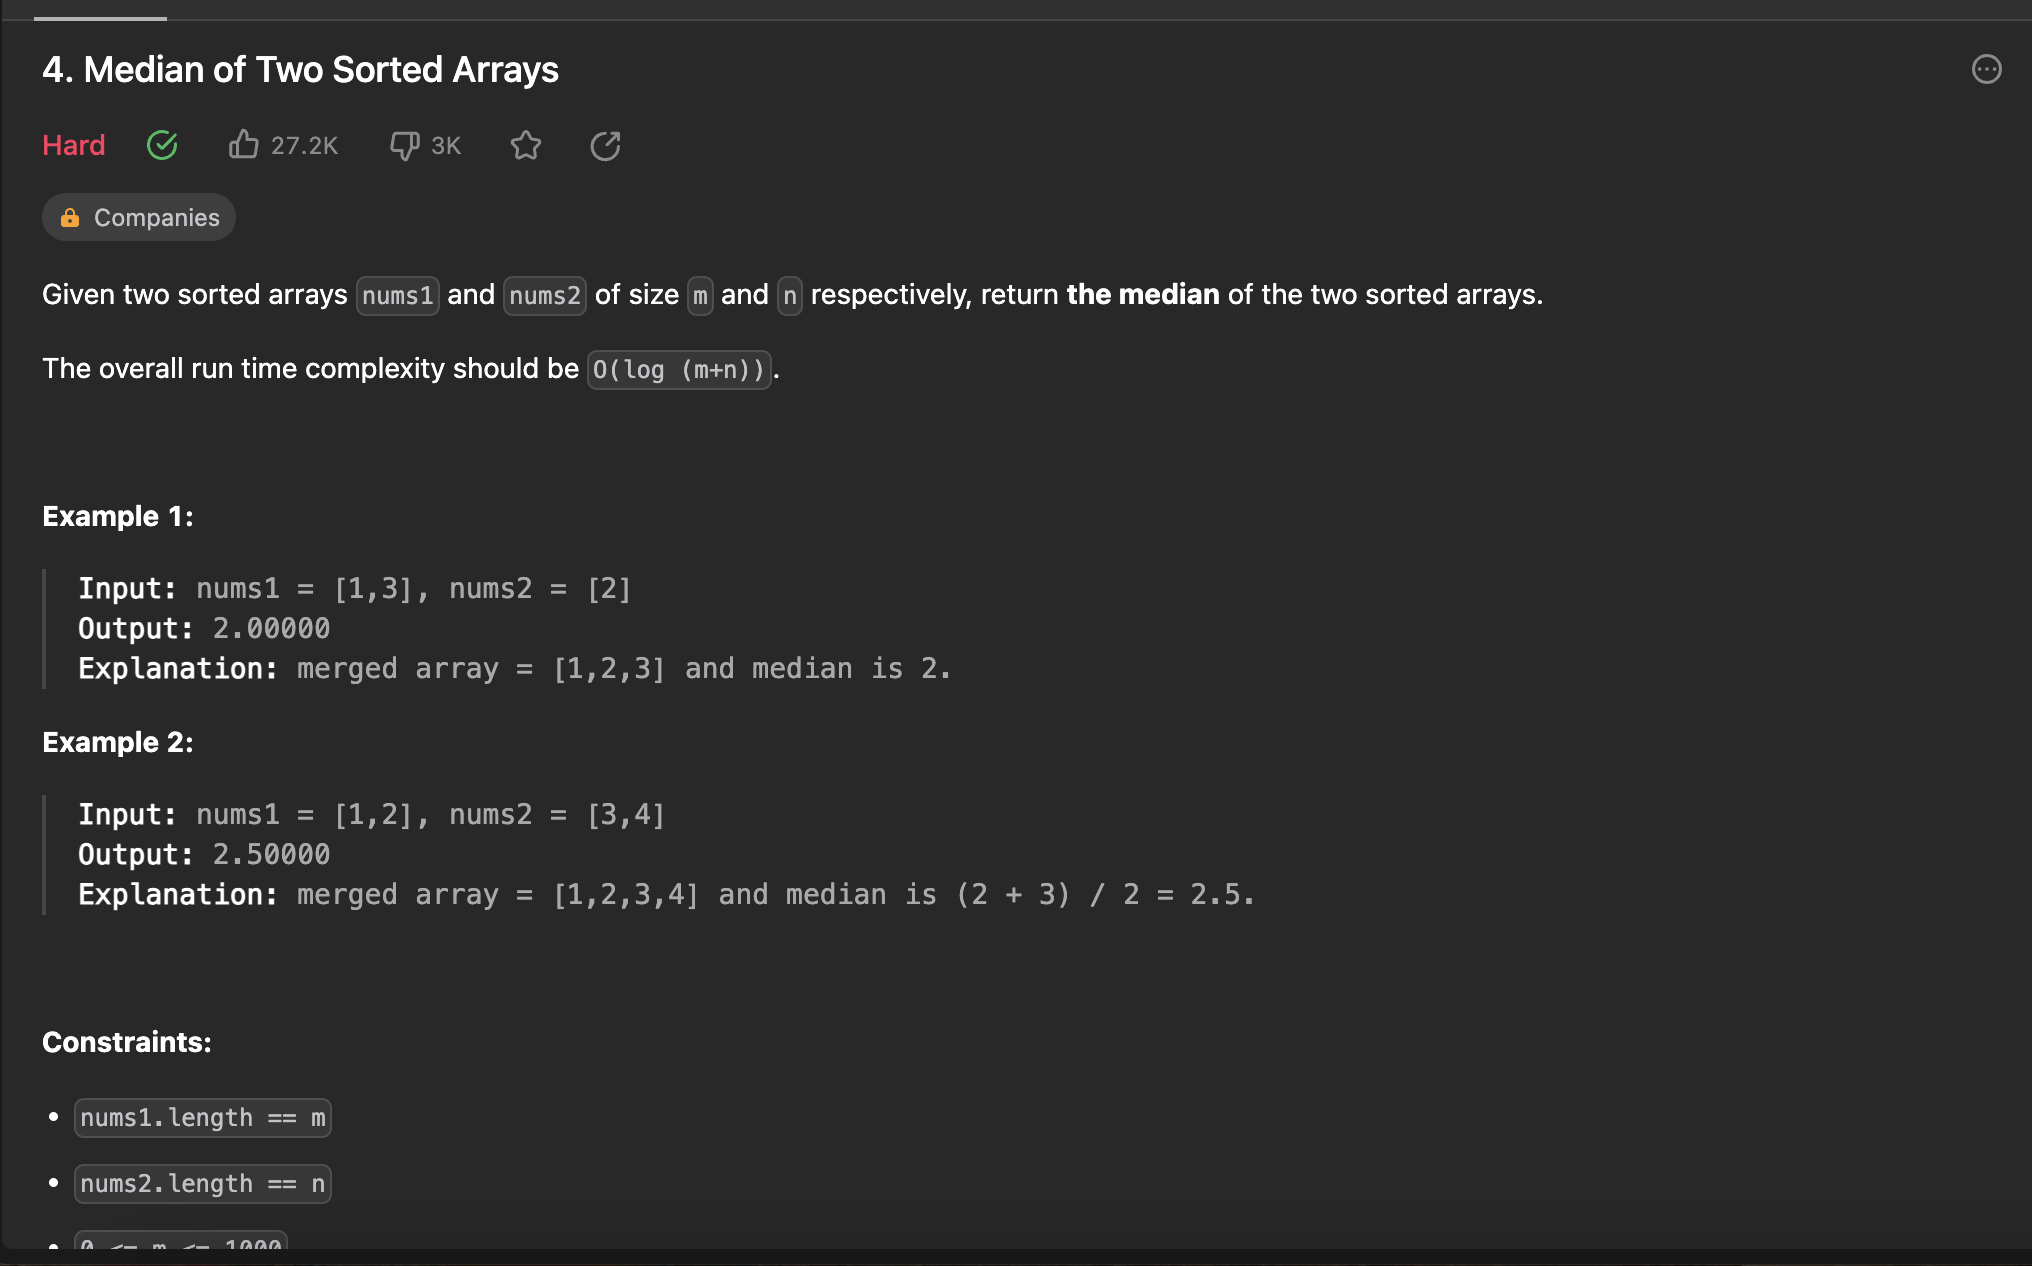 4. Median of Two Sorted Arrays
Hard 27.2K 3K
Companies
Given two sorted arrays nums1 and nums2 of size m and n respectively, return the median of the two sorted arrays.
The overall run time complexity should be O(log (m+n)).
Example 1:
Input: nums1 = [1,3], nums2 = [2]
Output: 2.00000
Explanation: merged array = [1,2,3] and median is 2.
Example 2:
Input: nums1 = [1,2], nums2 = [3,4]
Output: 2.50000
Explanation: merged array = [1,2,3,4] and median is (2 + 3) / 2 = 2.5.
Constraints:
• nums1.length == m
• nums2.length == n
• 0 <= m <= 1000